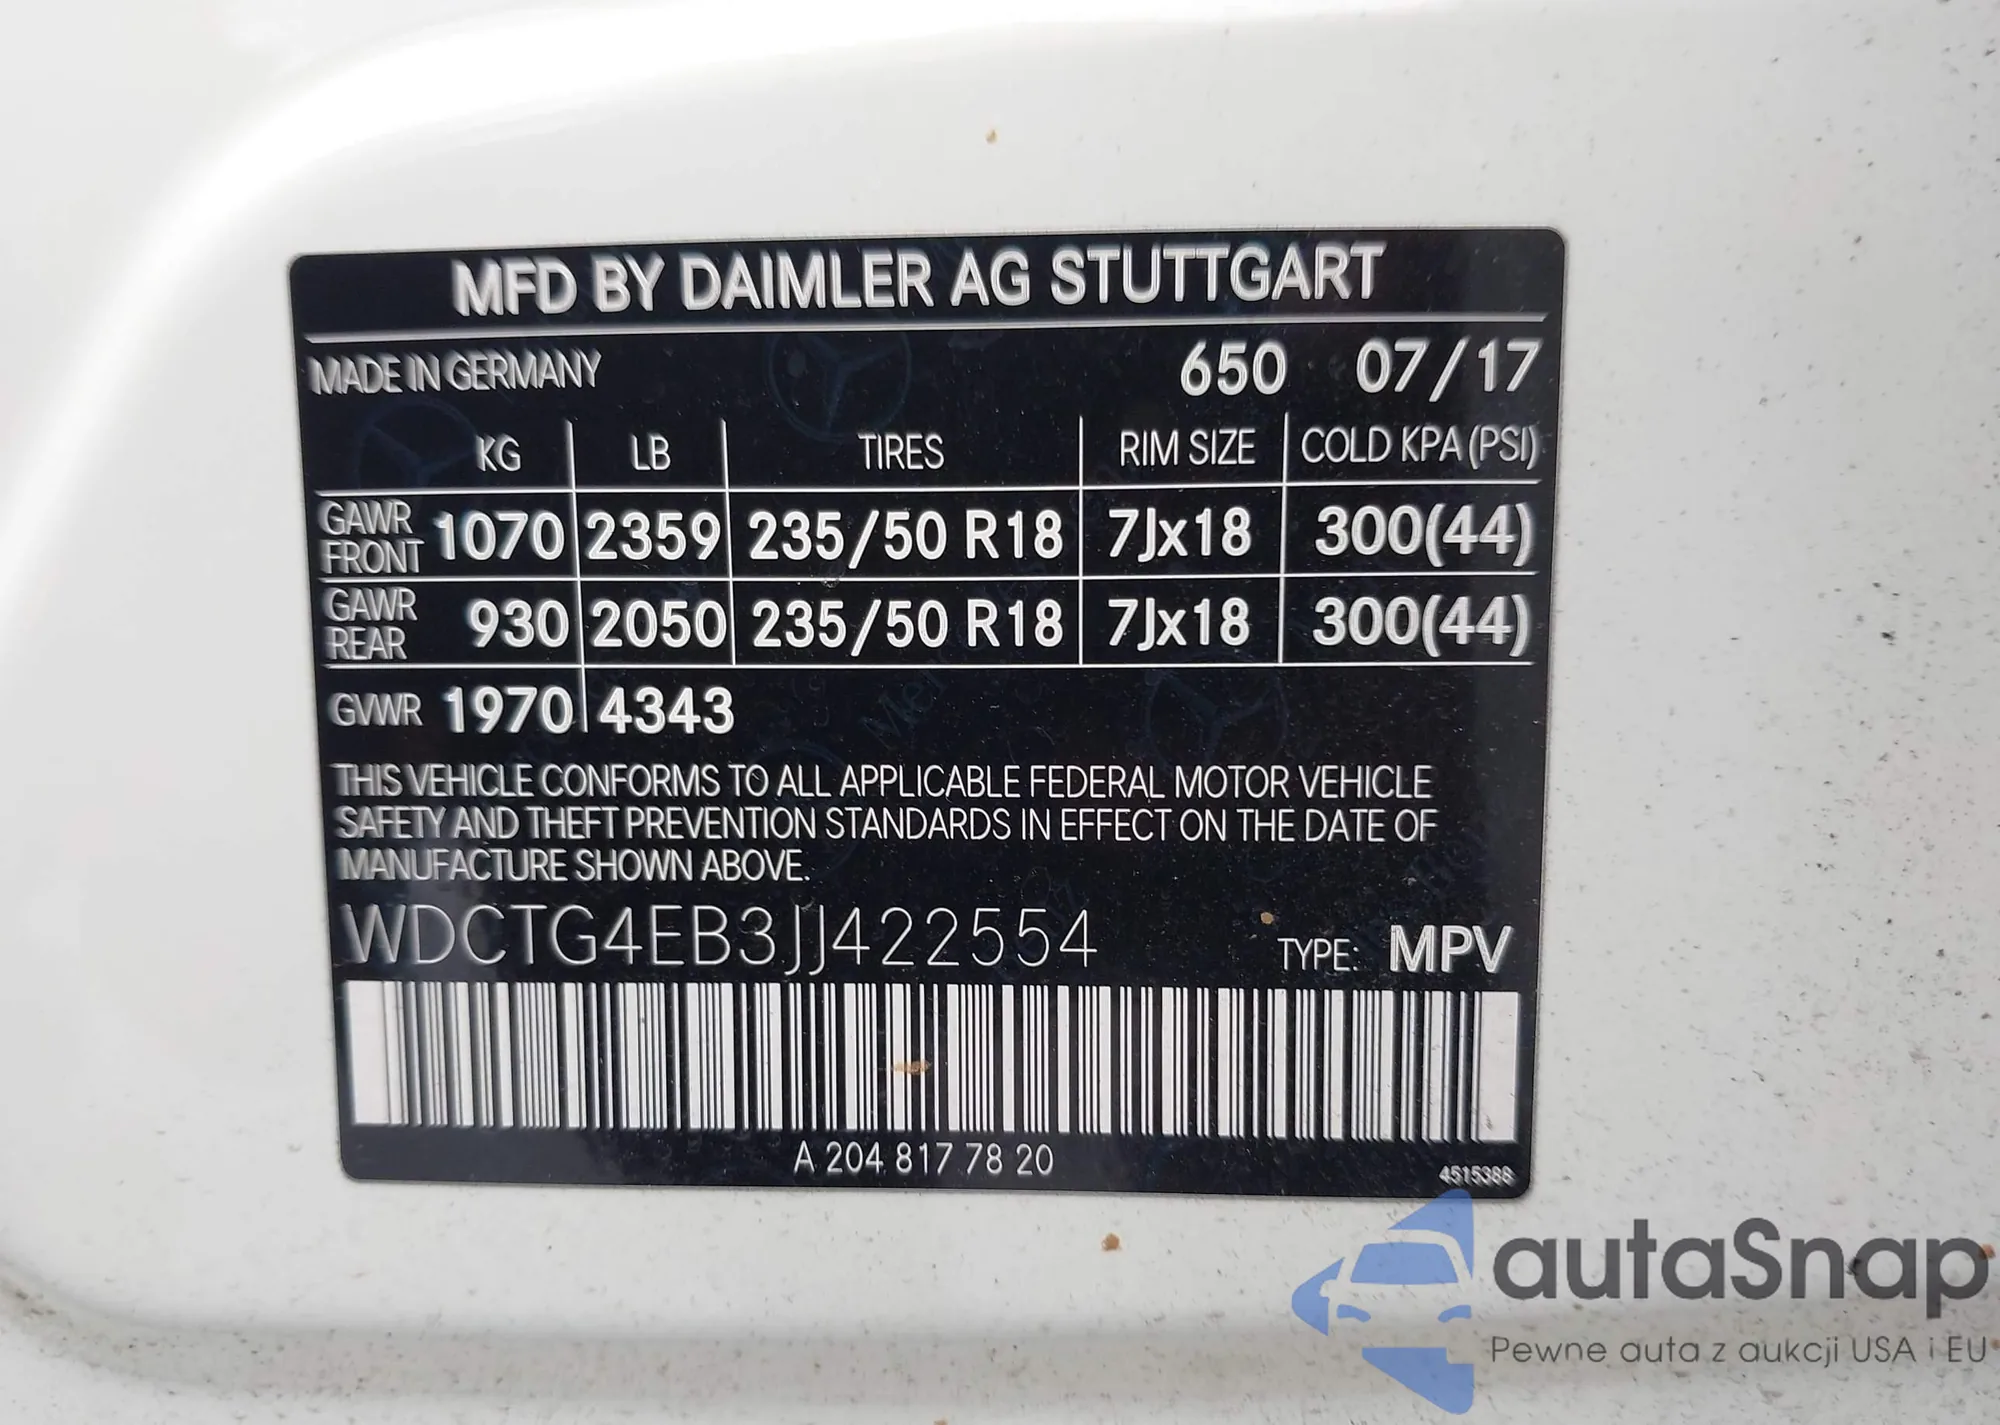 MFD BY DAIMLER AG STUTTGART
MADE IN GERMANY 650 07/17
KG LB TIRES RIM SIZE COLD KPA (PSI)
GAWR FRONT 1070 2359 235/50 R18 7Jx18 300(44)
GAWR REAR 930 2050 235/50 R18 7Jx18 300(44)
GVWR 1970 4343
THIS VEHICLE CONFORMS TO ALL APPLICABLE FEDERAL MOTOR VEHICLE
SAFETY AND THEFT PREVENTION STANDARDS IN EFFECT ON THE DATE OF
MANUFACTURE SHOWN ABOVE.
WDCTG4EB3JJ422554 TYPE: MPV
A 204 817 78 20
4515388
autaSnap
Pewne auta z aukcji USA i EU